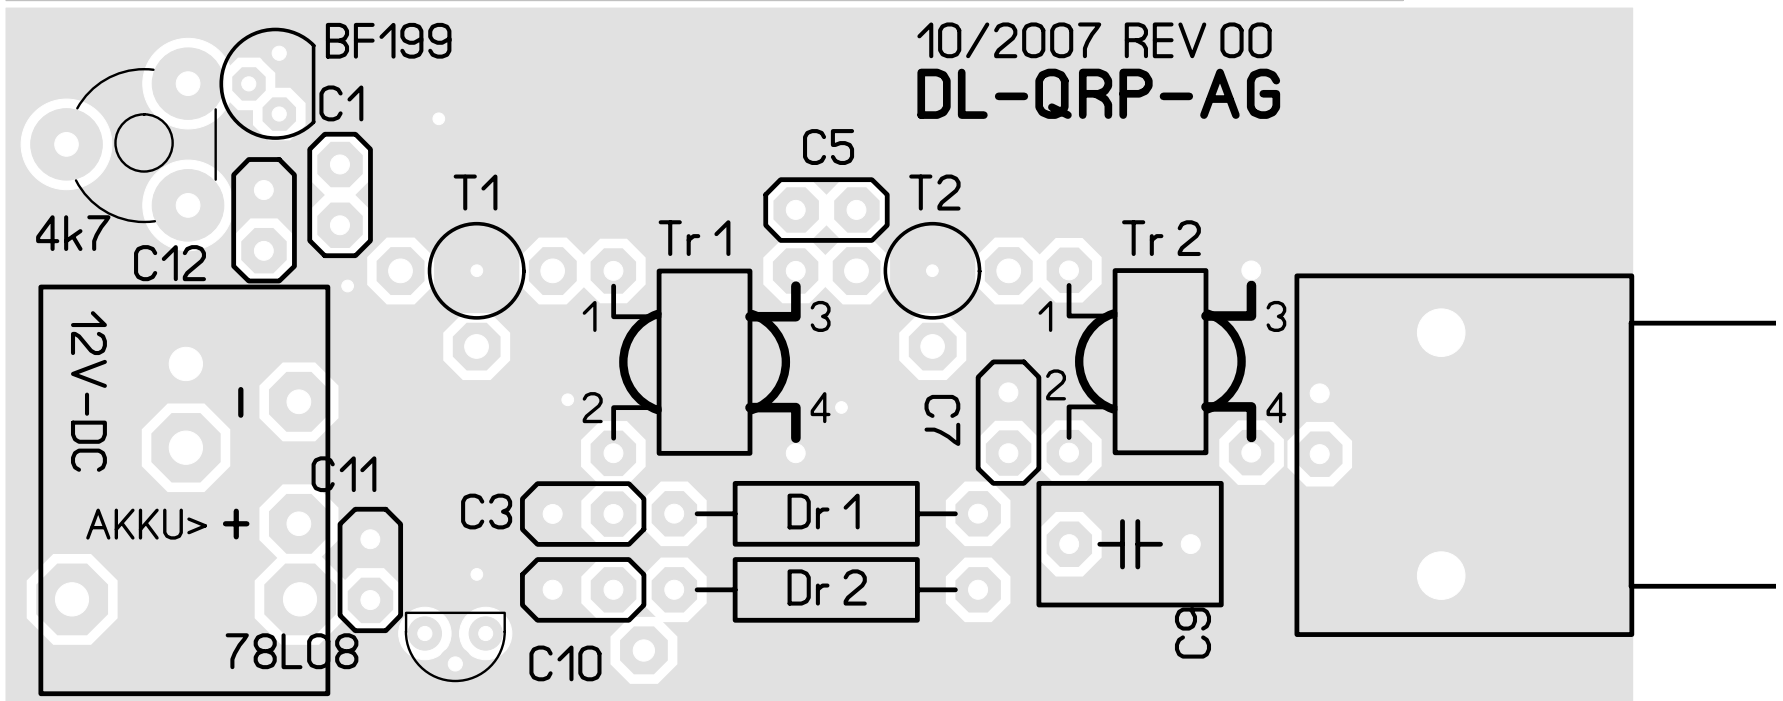 BF199
10/2007 REV 00
DL-QRP-AG
C1
C5
T1
T2
4k7
Tr 1
Tr 2
C12
1
3
1
3
12V-DC
-
2
4
C7
2
4
C11
AKKU> +
C3
Dr 1
Dr 2
78L08
C10
C9